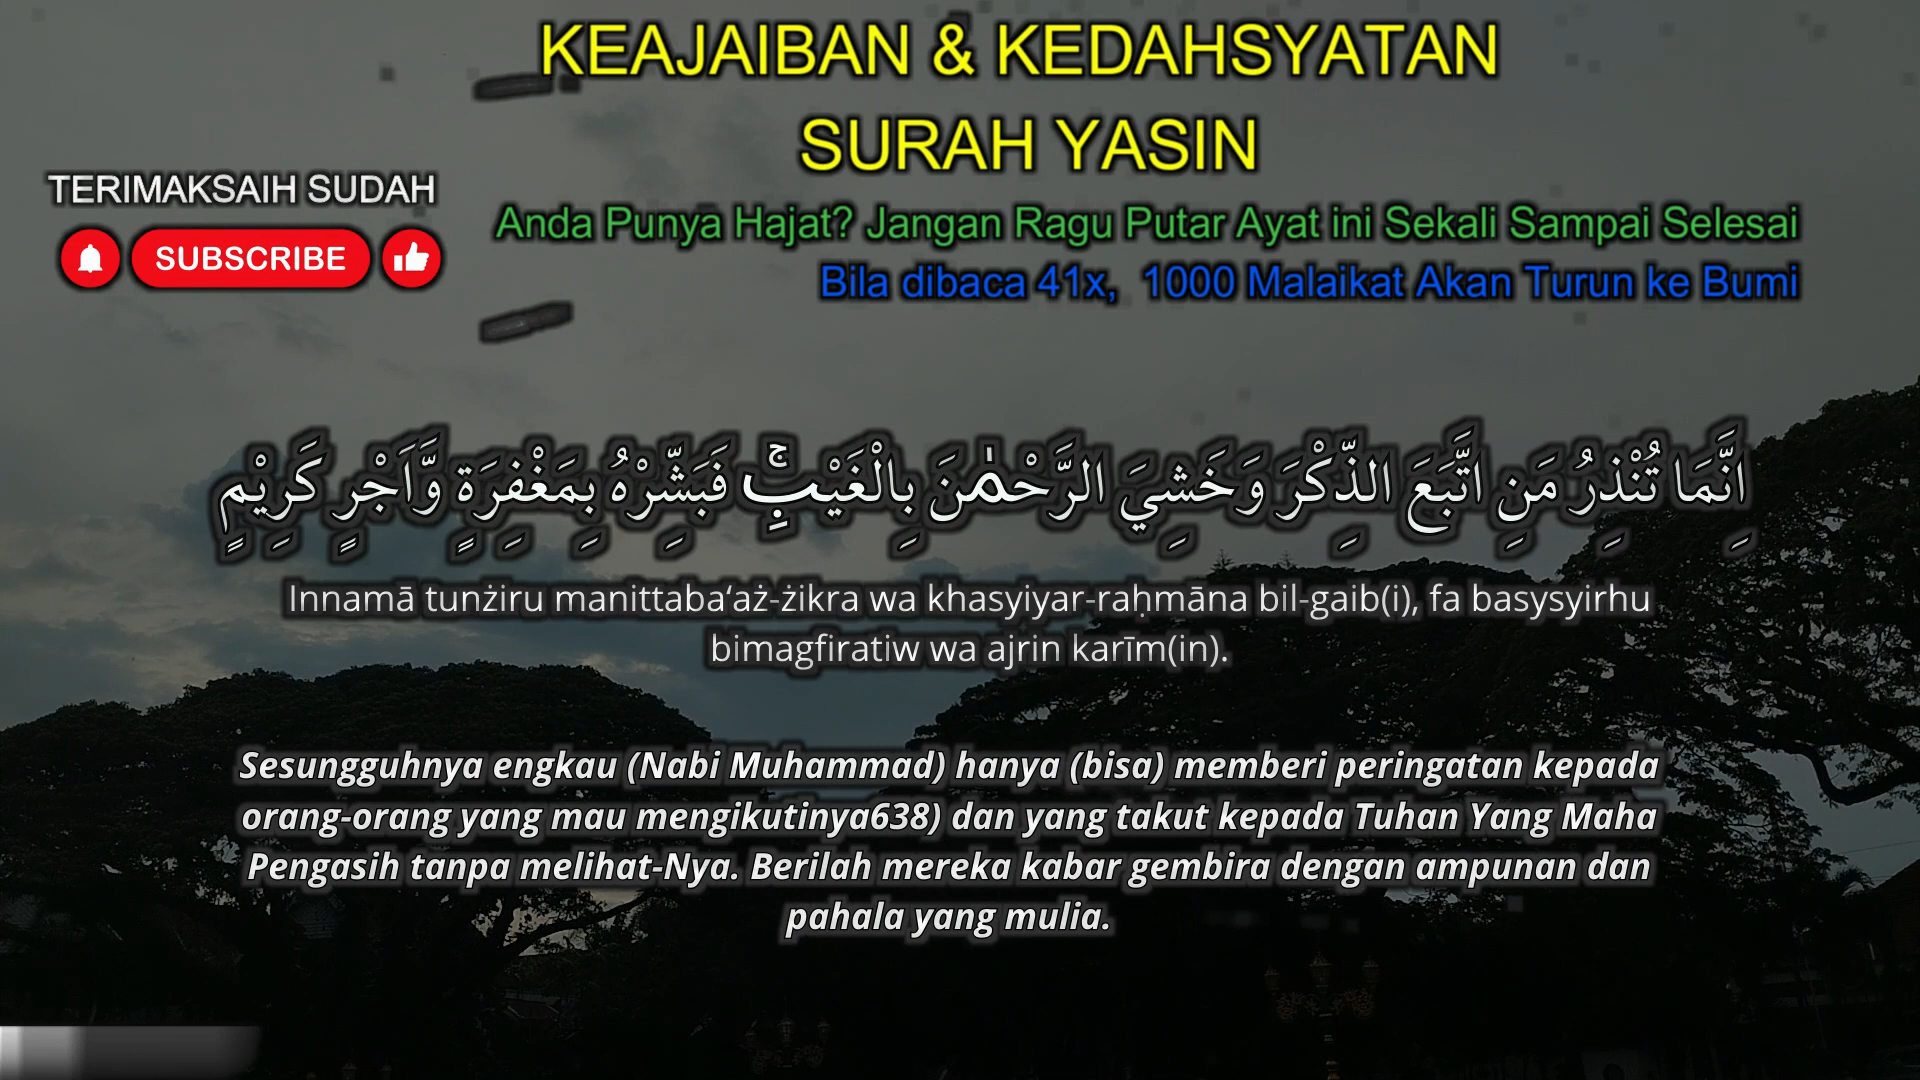 KEAJAIBAN & KEDAHSYATAN
SURAH YASIN
TERIMAKSAIH SUDAH
SUBSCRIBE
Anda Punya Hajat? Jangan Ragu Putar Ayat ini Sekali Sampai Selesai
Bila dibaca 41x, 1000 Malaikat Akan Turun ke Bumi
اِنَّمَا تُنْذِرُ مَنِ اتَّبَعَ الذِّكْرَ وَخَشِيَ الرَّحْمٰنَ بِالْغَيْبِۚ فَبَشِّرْهُ بِمَغْفِرَةٍ وَّاَجْرٍ كَرِيْمٍ
Innamā tunżiru manittaba‘aż-żikra wa khasyiyar-raḥmāna bil-gaib(i), fa basysyirhu
bimagfiratiw wa ajrin karīm(in).
Sesungguhnya engkau (Nabi Muhammad) hanya (bisa) memberi peringatan kepada
orang-orang yang mau mengikutinya638) dan yang takut kepada Tuhan Yang Maha
Pengasih tanpa melihat-Nya. Berilah mereka kabar gembira dengan ampunan dan
pahala yang mulia.